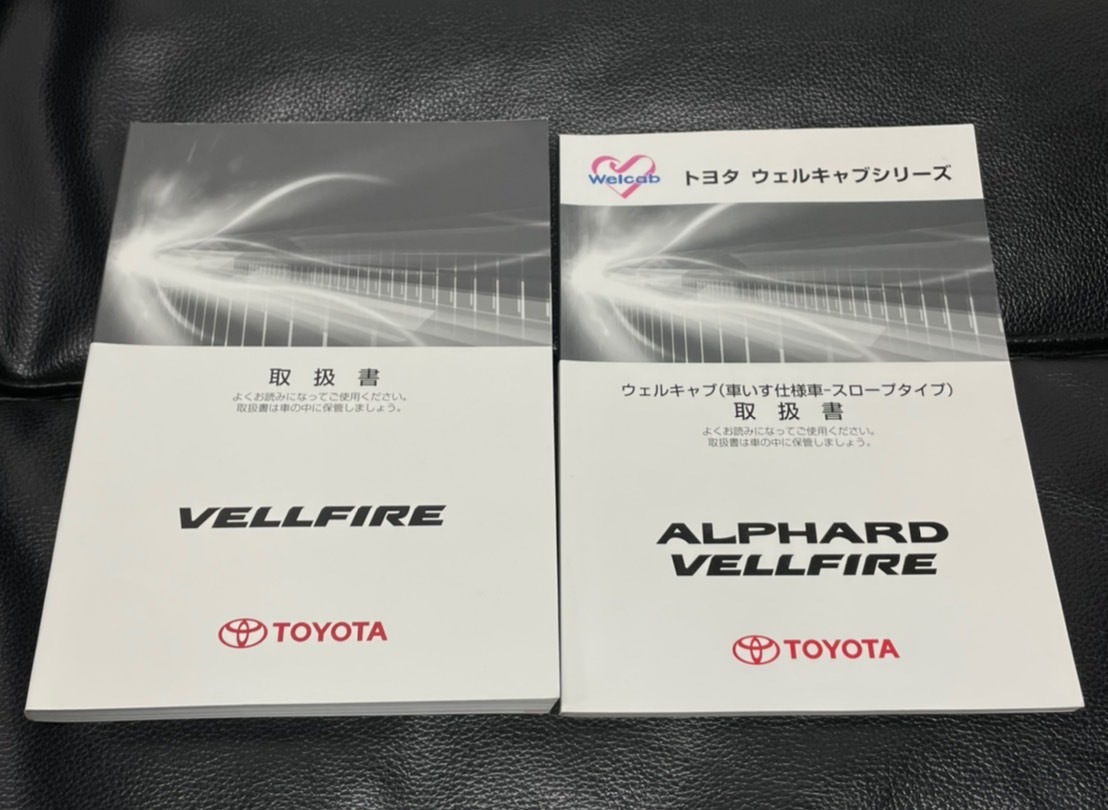 取扱書
よくお読みになってご使用ください。
取扱書は車の中に保管しましょう。
VELLFIRE
TOYOTA
Welcab
トヨタ ウェルキャブシリーズ
ウェルキャブ(車いす仕様車-スロープタイプ)
取扱書
よくお読みになってご使用ください。
取扱書は車の中に保管しましょう。
ALPHARD
VELLFIRE
TOYOTA